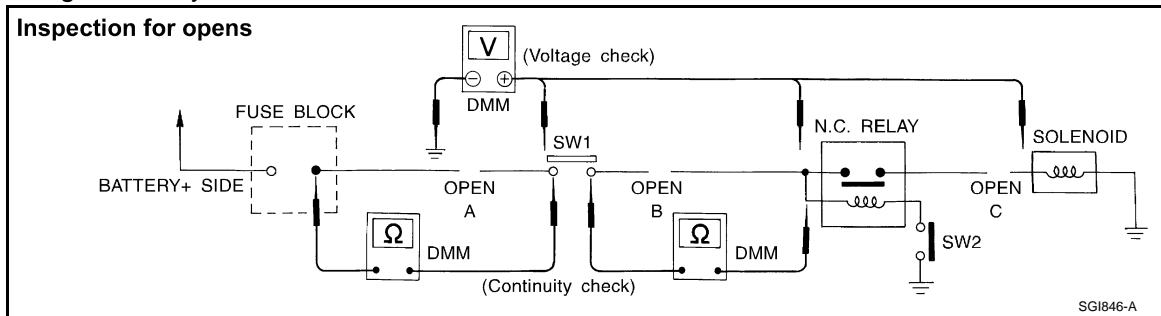 Inspection for opens
V
(Voltage check)
DMM
FUSE BLOCK
SW1
N.C. RELAY
SOLENOID
BATTERY+ SIDE
OPEN
A
OPEN
B
OPEN
C
Ω
DMM
Ω
DMM
SW2
(Continuity check)
SGI846-A